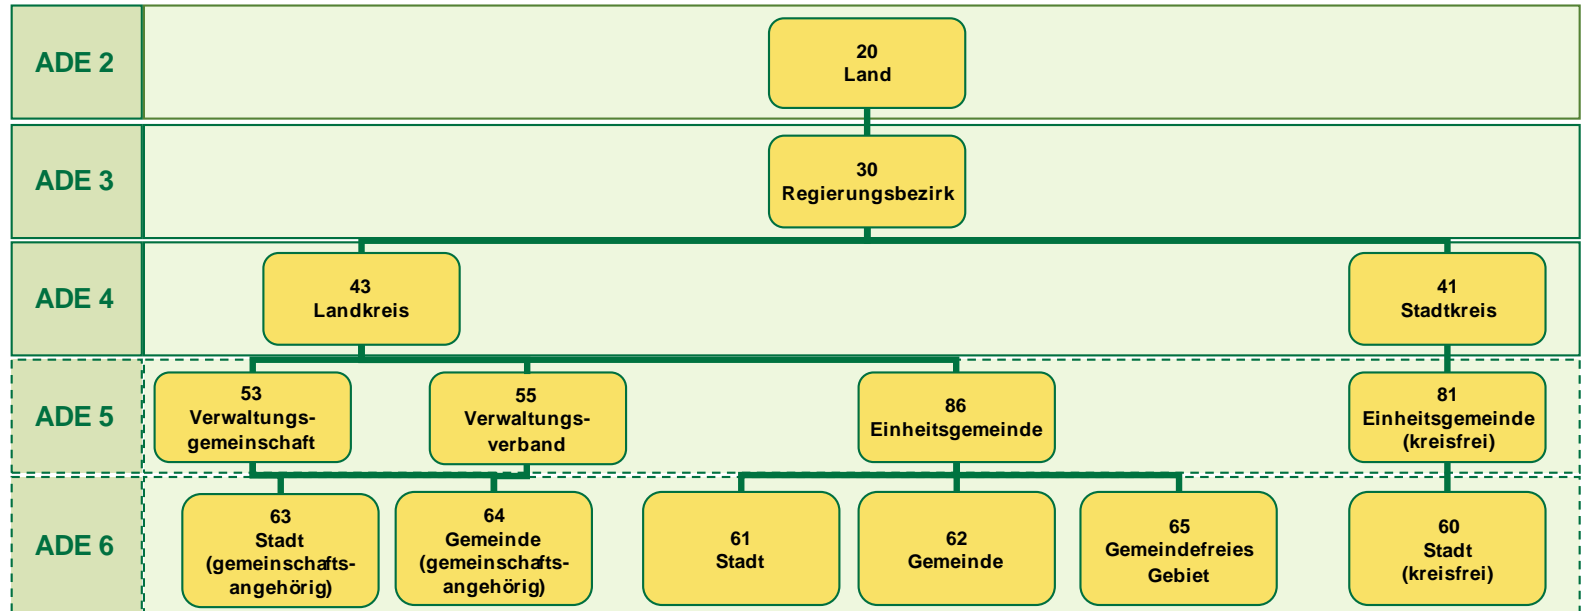 ADE 2
20
Land
ADE 3
30
Regierungsbezirk
ADE 4
43
Landkreis
41
Stadtkreis
ADE 5
53
Verwaltungs-
gemeinschaft
55
Verwaltungs-
verband
86
Einheitsgemeinde
81
Einheitsgemeinde
(kreisfrei)
ADE 6
63
Stadt
(gemeinschafts-
angehörig)
64
Gemeinde
(gemeinschafts-
angehörig)
61
Stadt
62
Gemeinde
65
Gemeindefreies
Gebiet
60
Stadt
(kreisfrei)